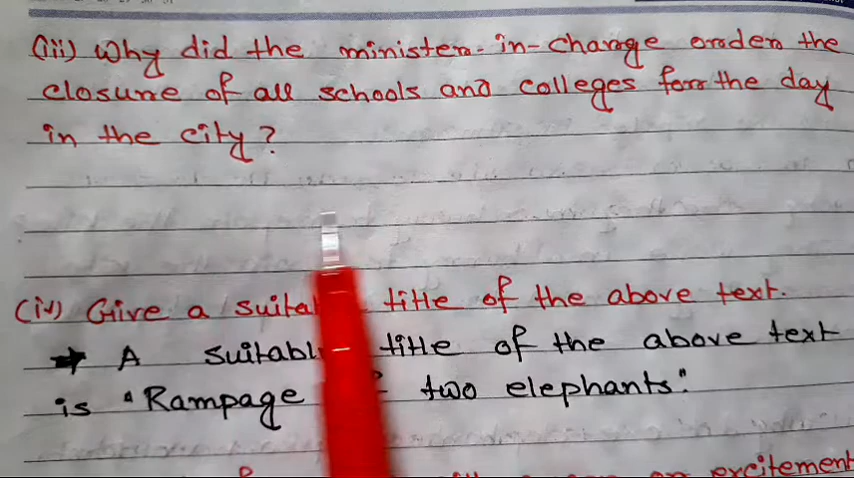 (iii) Why did the minister-in-charge order the
closure of all schools and colleges for the day
in the city?
(iv) Give a title of the above text.
→ A title of the above text
is "Rampage two elephants".
excitement